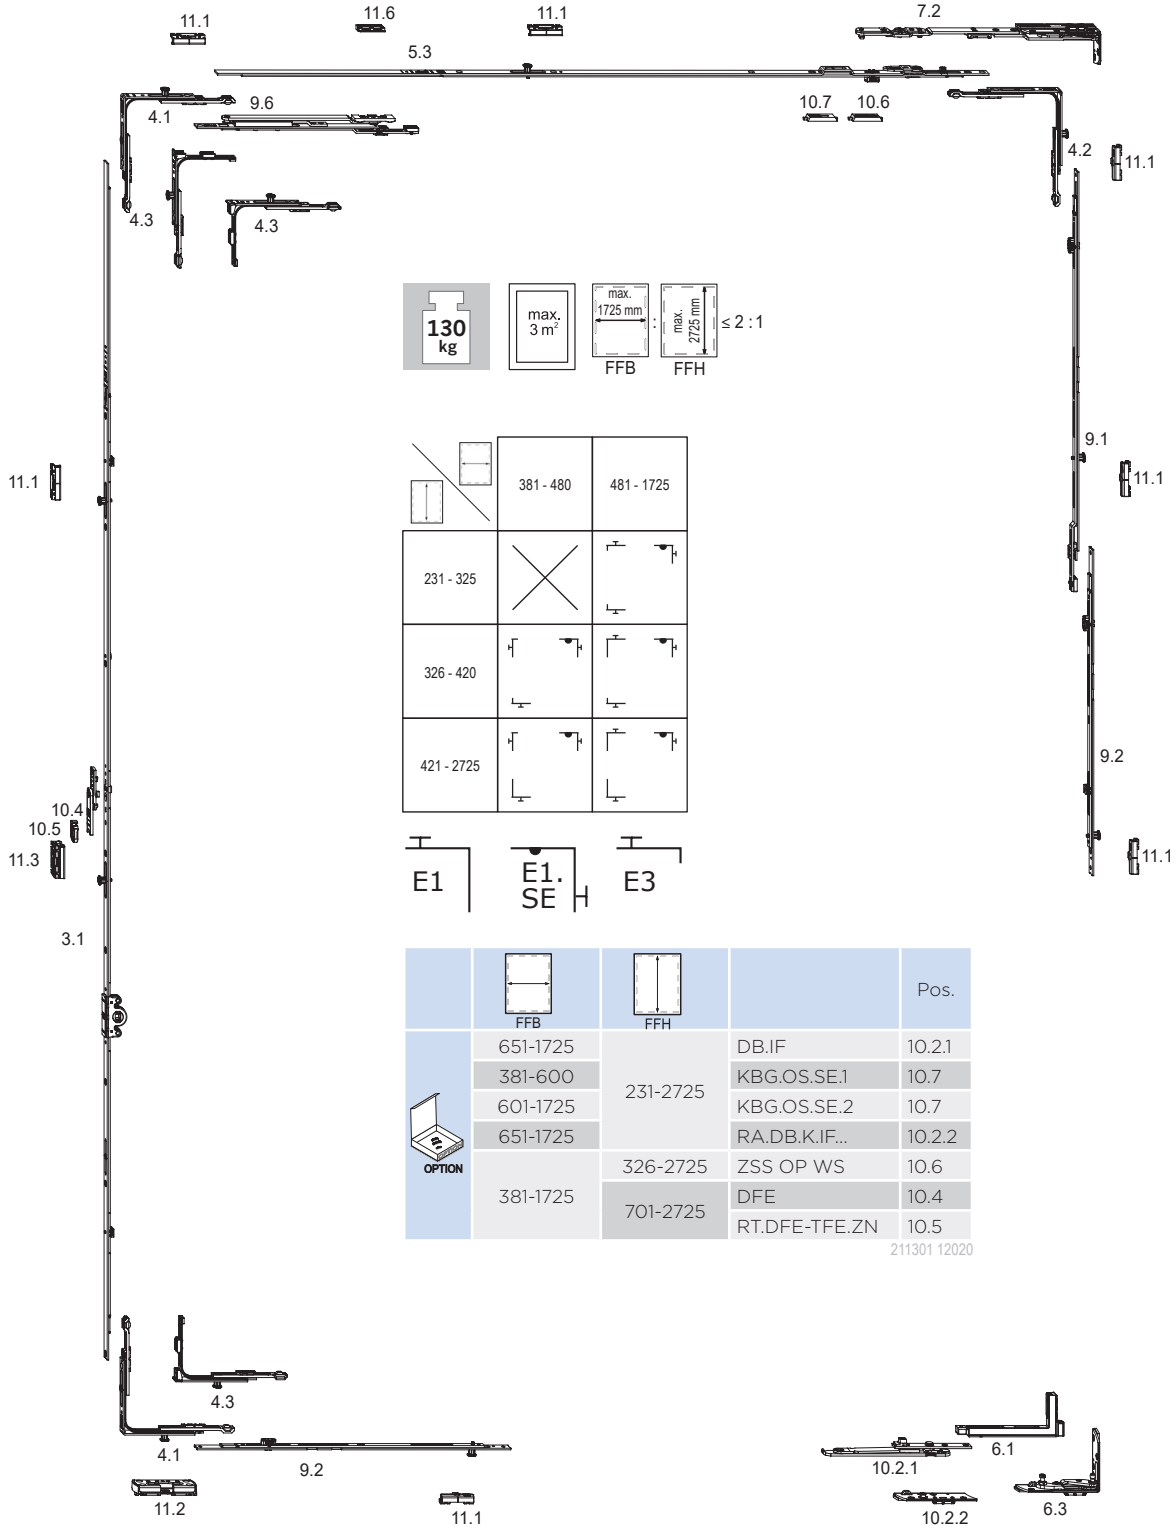 11.1
11.6
11.1
7.2
5.3
4.1
9.6
10.7
10.6
4.2
11.1
4.3
4.3
130
kg
max.
3 m²
max.
1725 mm
FFB
:
max.
2725 mm
FFH
≤ 2 : 1
9.1
11.1
11.1
381 - 480
481 - 1725
231 - 325
326 - 420
421 - 2725
9.2
10.4
10.5
11.3
11.1
E1
E1.
SE
E3
3.1
FFB
FFH
Pos.
OPTION
651-1725
231-2725
DB.IF
10.2.1
381-600
KBG.OS.SE.1
10.7
601-1725
KBG.OS.SE.2
10.7
651-1725
RA.DB.K.IF...
10.2.2
381-1725
326-2725
ZSS OP WS
10.6
701-2725
DFE
10.4
RT.DFE-TFE.ZN
10.5
211301 12020
4.3
4.1
9.2
11.2
11.1
6.1
10.2.1
6.3
10.2.2